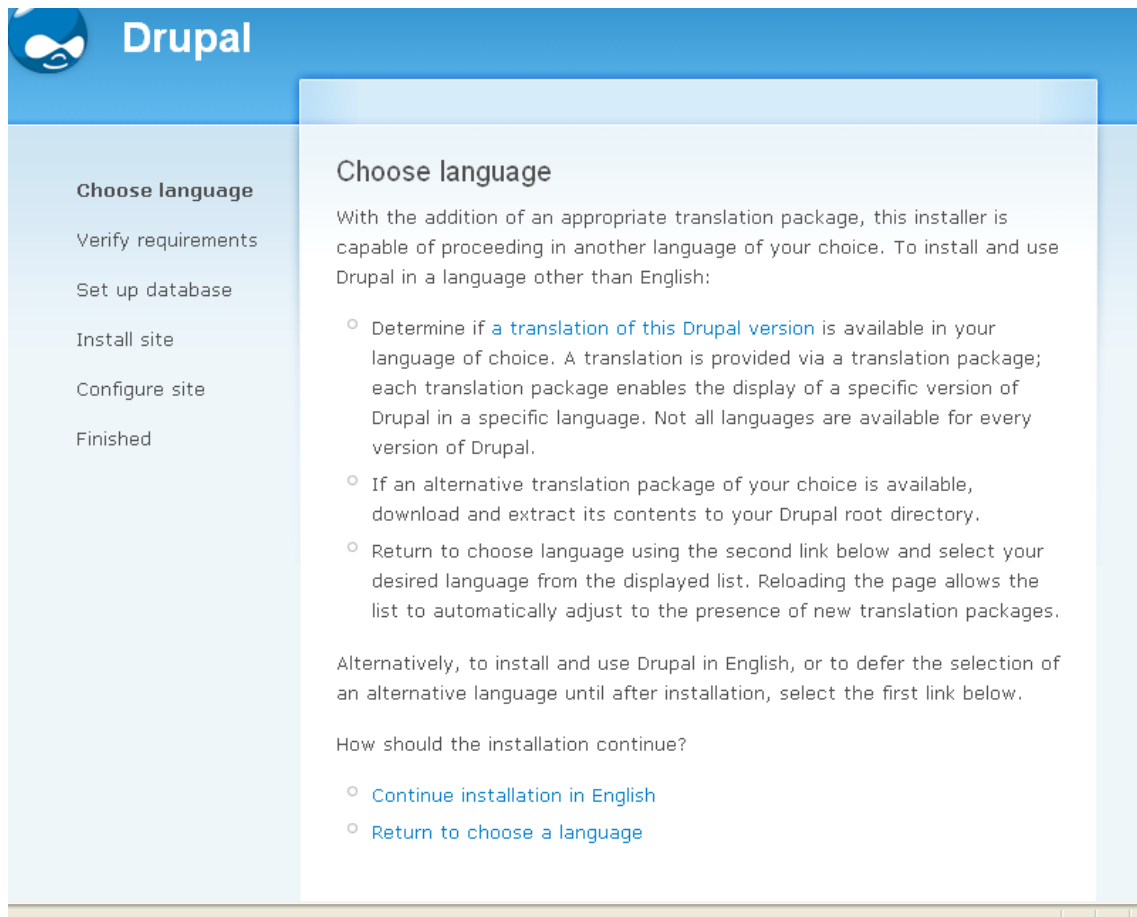 Drupal
Choose language
Verify requirements
Set up database
Install site
Configure site
Finished
Choose language
With the addition of an appropriate translation package, this installer is
capable of proceeding in another language of your choice. To install and use
Drupal in a language other than English:
Determine if a translation of this Drupal version is available in your
language of choice. A translation is provided via a translation package;
each translation package enables the display of a specific version of
Drupal in a specific language. Not all languages are available for every
version of Drupal.
If an alternative translation package of your choice is available,
download and extract its contents to your Drupal root directory.
Return to choose language using the second link below and select your
desired language from the displayed list. Reloading the page allows the
list to automatically adjust to the presence of new translation packages.
Alternatively, to install and use Drupal in English, or to defer the selection of
an alternative language until after installation, select the first link below.
How should the installation continue?
Continue installation in English
Return to choose a language